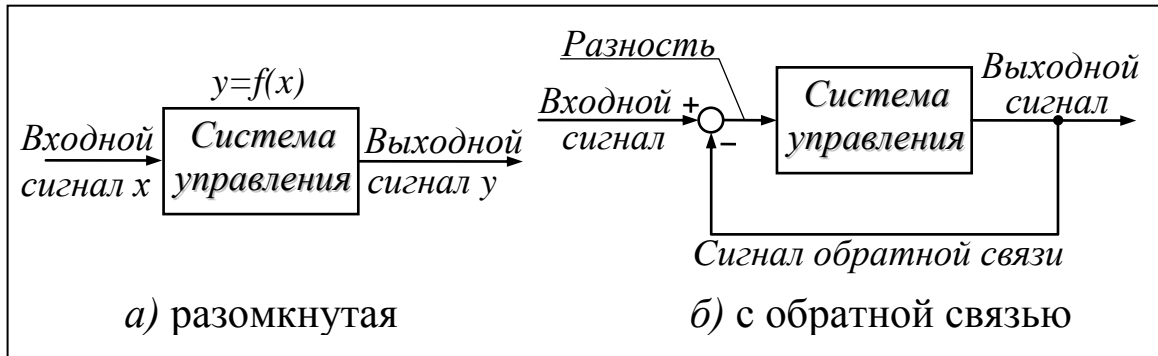 y=f(x)
Входной
сигнал x
Система
управления
Выходной
сигнал y
а) разомкнутая
Разность
Входной
сигнал
+
−
Система
управления
Выходной
сигнал
Сигнал обратной связи
б) с обратной связью